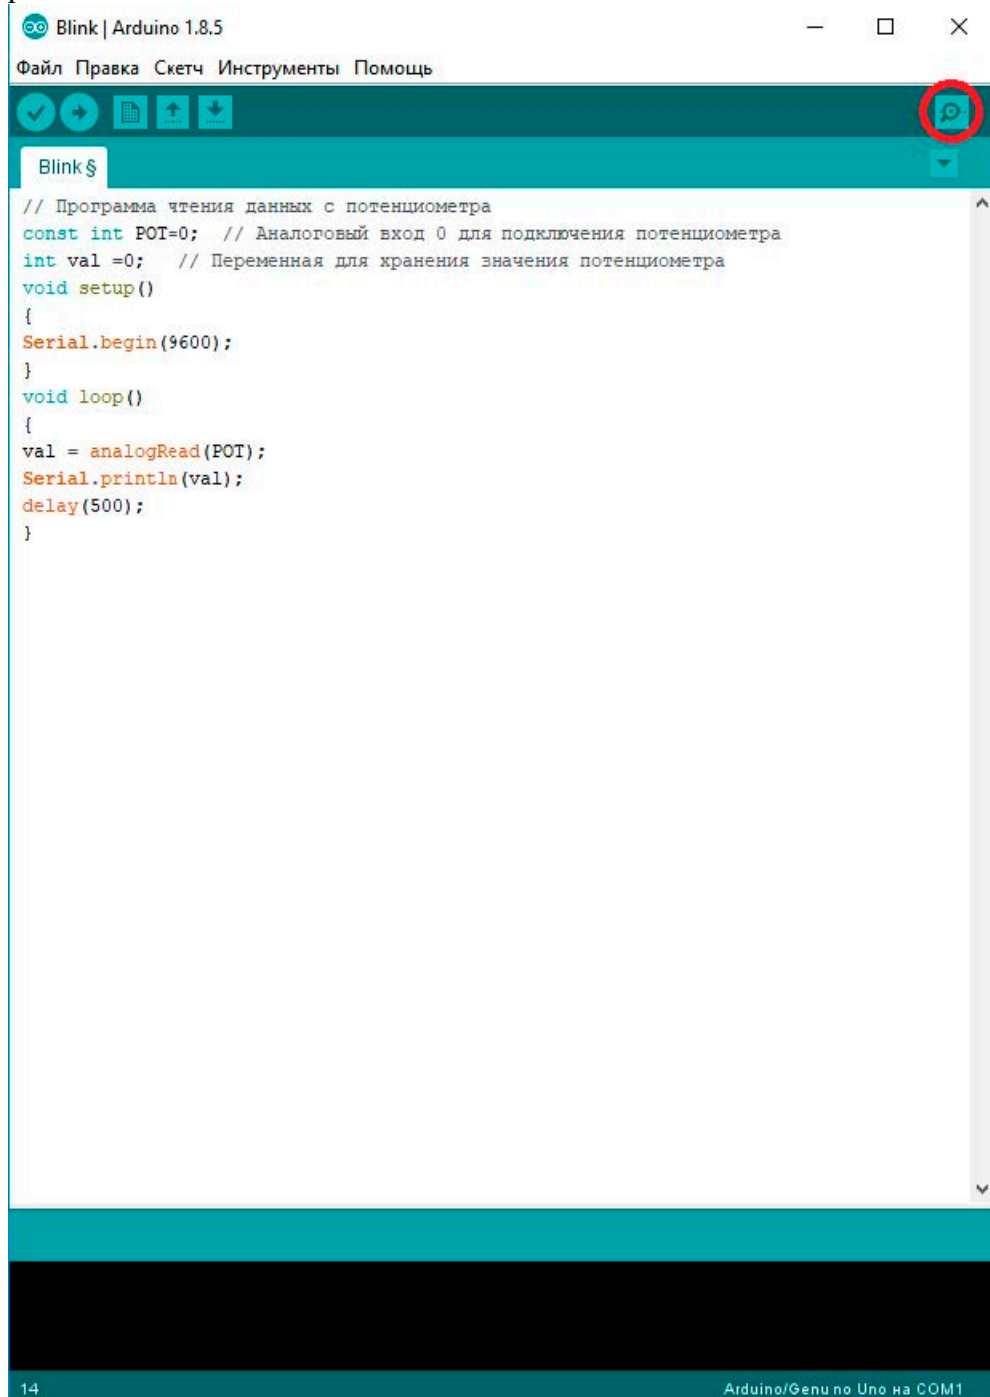 Blink | Arduino 1.8.5
Файл Правка Скетч Инструменты Помощь
Blink §
// Программа чтения данных с потенциометра
const int POT=0;  // Аналоговый вход 0 для подключения потенциометра
int val =0;   // Переменная для хранения значения потенциометра
void setup()
{
Serial.begin(9600);
}
void loop()
{
val = analogRead(POT);
Serial.println(val);
delay(500);
}
14
Arduino/Genuino Uno на COM1